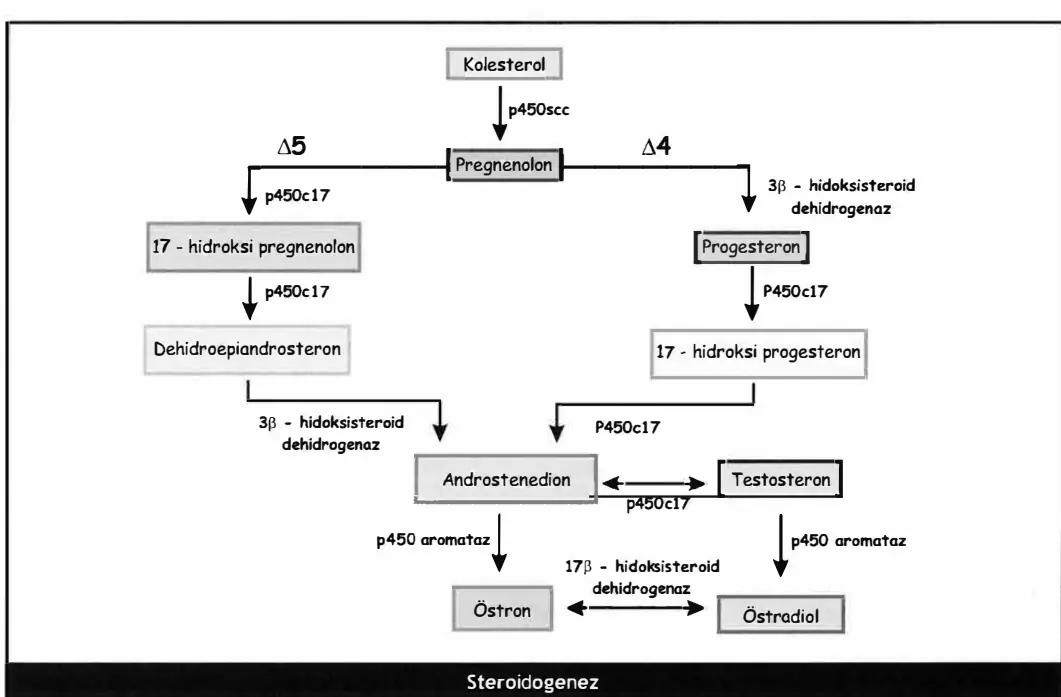 Kolesterol
p450scc
Δ5
Δ4
Pregnenolon
p450c17
3β - hidoksisteroid
dehidrogenaz
17 - hidroksi pregnenolon
Progesteron
p450c17
P450c17
Dehidroepiandrosteron
17 - hidroksi progesteron
3β - hidoksisteroid
dehidrogenaz
P450c17
Androstenedion
Testosteron
p450c17
p450 aromataz
p450 aromataz
17β - hidoksisteroid
dehidrogenaz
Östron
Östradiol
Steroidogenez